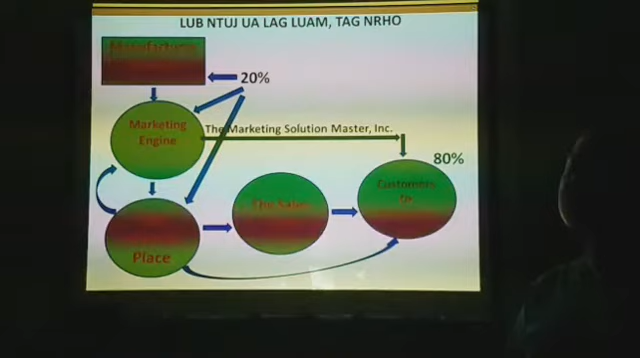 LUB NTUJ UA LAG LUAM, TAG NRHO
Manufacturer
20%
Marketing
Engine
The Marketing Solution Master, Inc.
80%
Customers
The Sales
Place